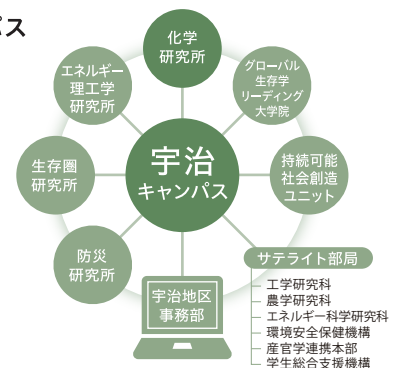 パス
化学
研究所
エネルギー
理工学
研究所
グローバル
生存学
リーディング
大学院
生存圏
研究所
宇治
キャンパス
持続可能
社会創造
ユニット
防災
研究所
宇治地区
事務部
サテライト部局
工学研究科
農学研究科
エネルギー科学研究科
環境安全保健機構
産官学連携本部
学生総合支援機構